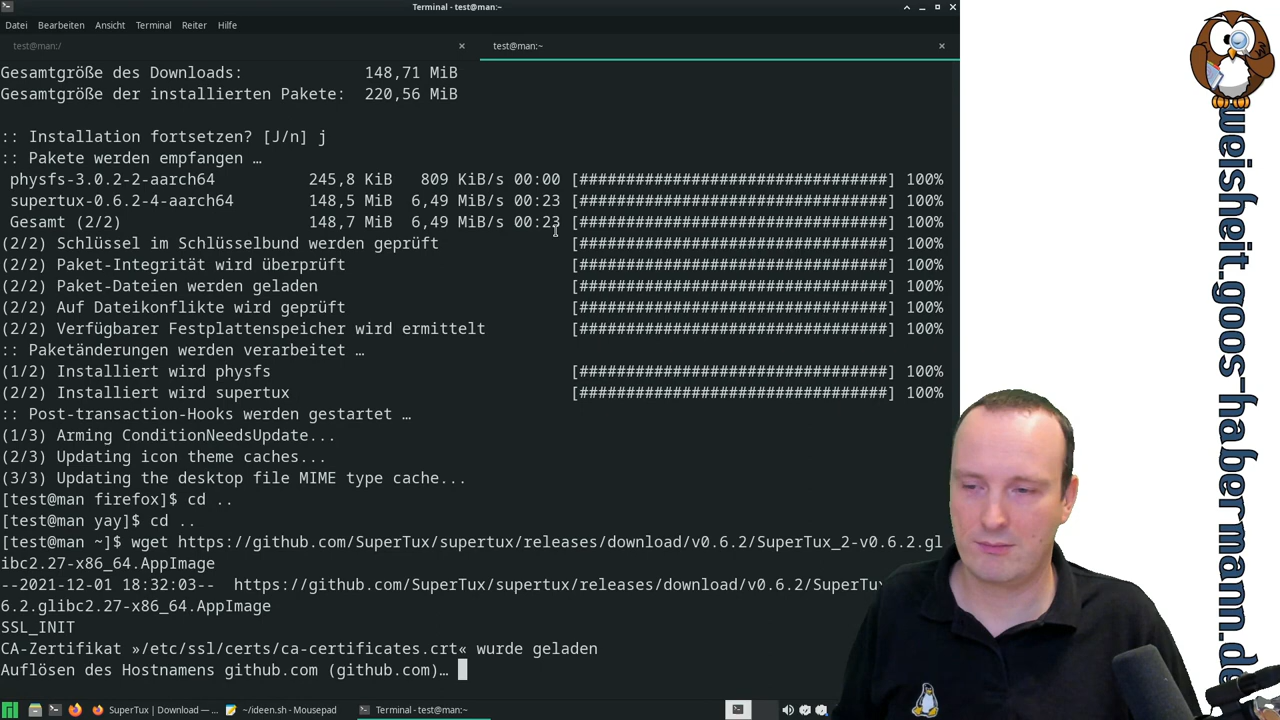 Terminal - test@man:~
Datei Bearbeiten Ansicht Terminal Reiter Hilfe
test@man:/
test@man:~
Gesamtgröße des Downloads: 148,71 MiB
Gesamtgröße der installierten Pakete: 220,56 MiB
:: Installation fortsetzen? [J/n] j
:: Pakete werden empfangen …
physfs-3.0.2-2-aarch64 245,8 KiB 809 KiB/s 00:00 [##################################] 100%
supertux-0.6.2-4-aarch64 148,5 MiB 6,49 MiB/s 00:23 [##################################] 100%
Gesamt (2/2) 148,7 MiB 6,49 MiB/s 00:23 [##################################] 100%
(2/2) Schlüssel im Schlüsselbund werden geprüft [##################################] 100%
(2/2) Paket-Integrität wird überprüft [##################################] 100%
(2/2) Paket-Dateien werden geladen [##################################] 100%
(2/2) Auf Dateikonflikte wird geprüft [##################################] 100%
(2/2) Verfügbarer Festplattenspeicher wird ermittelt [##################################] 100%
:: Paketänderungen werden verarbeitet …
(1/2) Installiert wird physfs [##################################] 100%
(2/2) Installiert wird supertux [##################################] 100%
:: Post-transaction-Hooks werden gestartet …
(1/3) Arming ConditionNeedsUpdate...
(2/3) Updating icon theme caches...
(3/3) Updating the desktop file MIME type cache...
[test@man firefox]$ cd ..
[test@man yay]$ cd ..
[test@man ~]$ wget https://github.com/SuperTux/supertux/releases/download/v0.6.2/SuperTux_2-v0.6.2.gl
ibc2.27-x86_64.AppImage
--2021-12-01 18:32:03-- https://github.com/SuperTux/supertux/releases/download/v0.6.2/SuperTu
6.2.glibc2.27-x86_64.AppImage
SSL_INIT
CA-Zertifikat »/etc/ssl/certs/ca-certificates.crt« wurde geladen
Auflösen des Hostnamens github.com (github.com)…
SuperTux | Download — ...
~/ideen.sh - Mousepad
Terminal - test@man:~
weisheit.goos-habermann.de